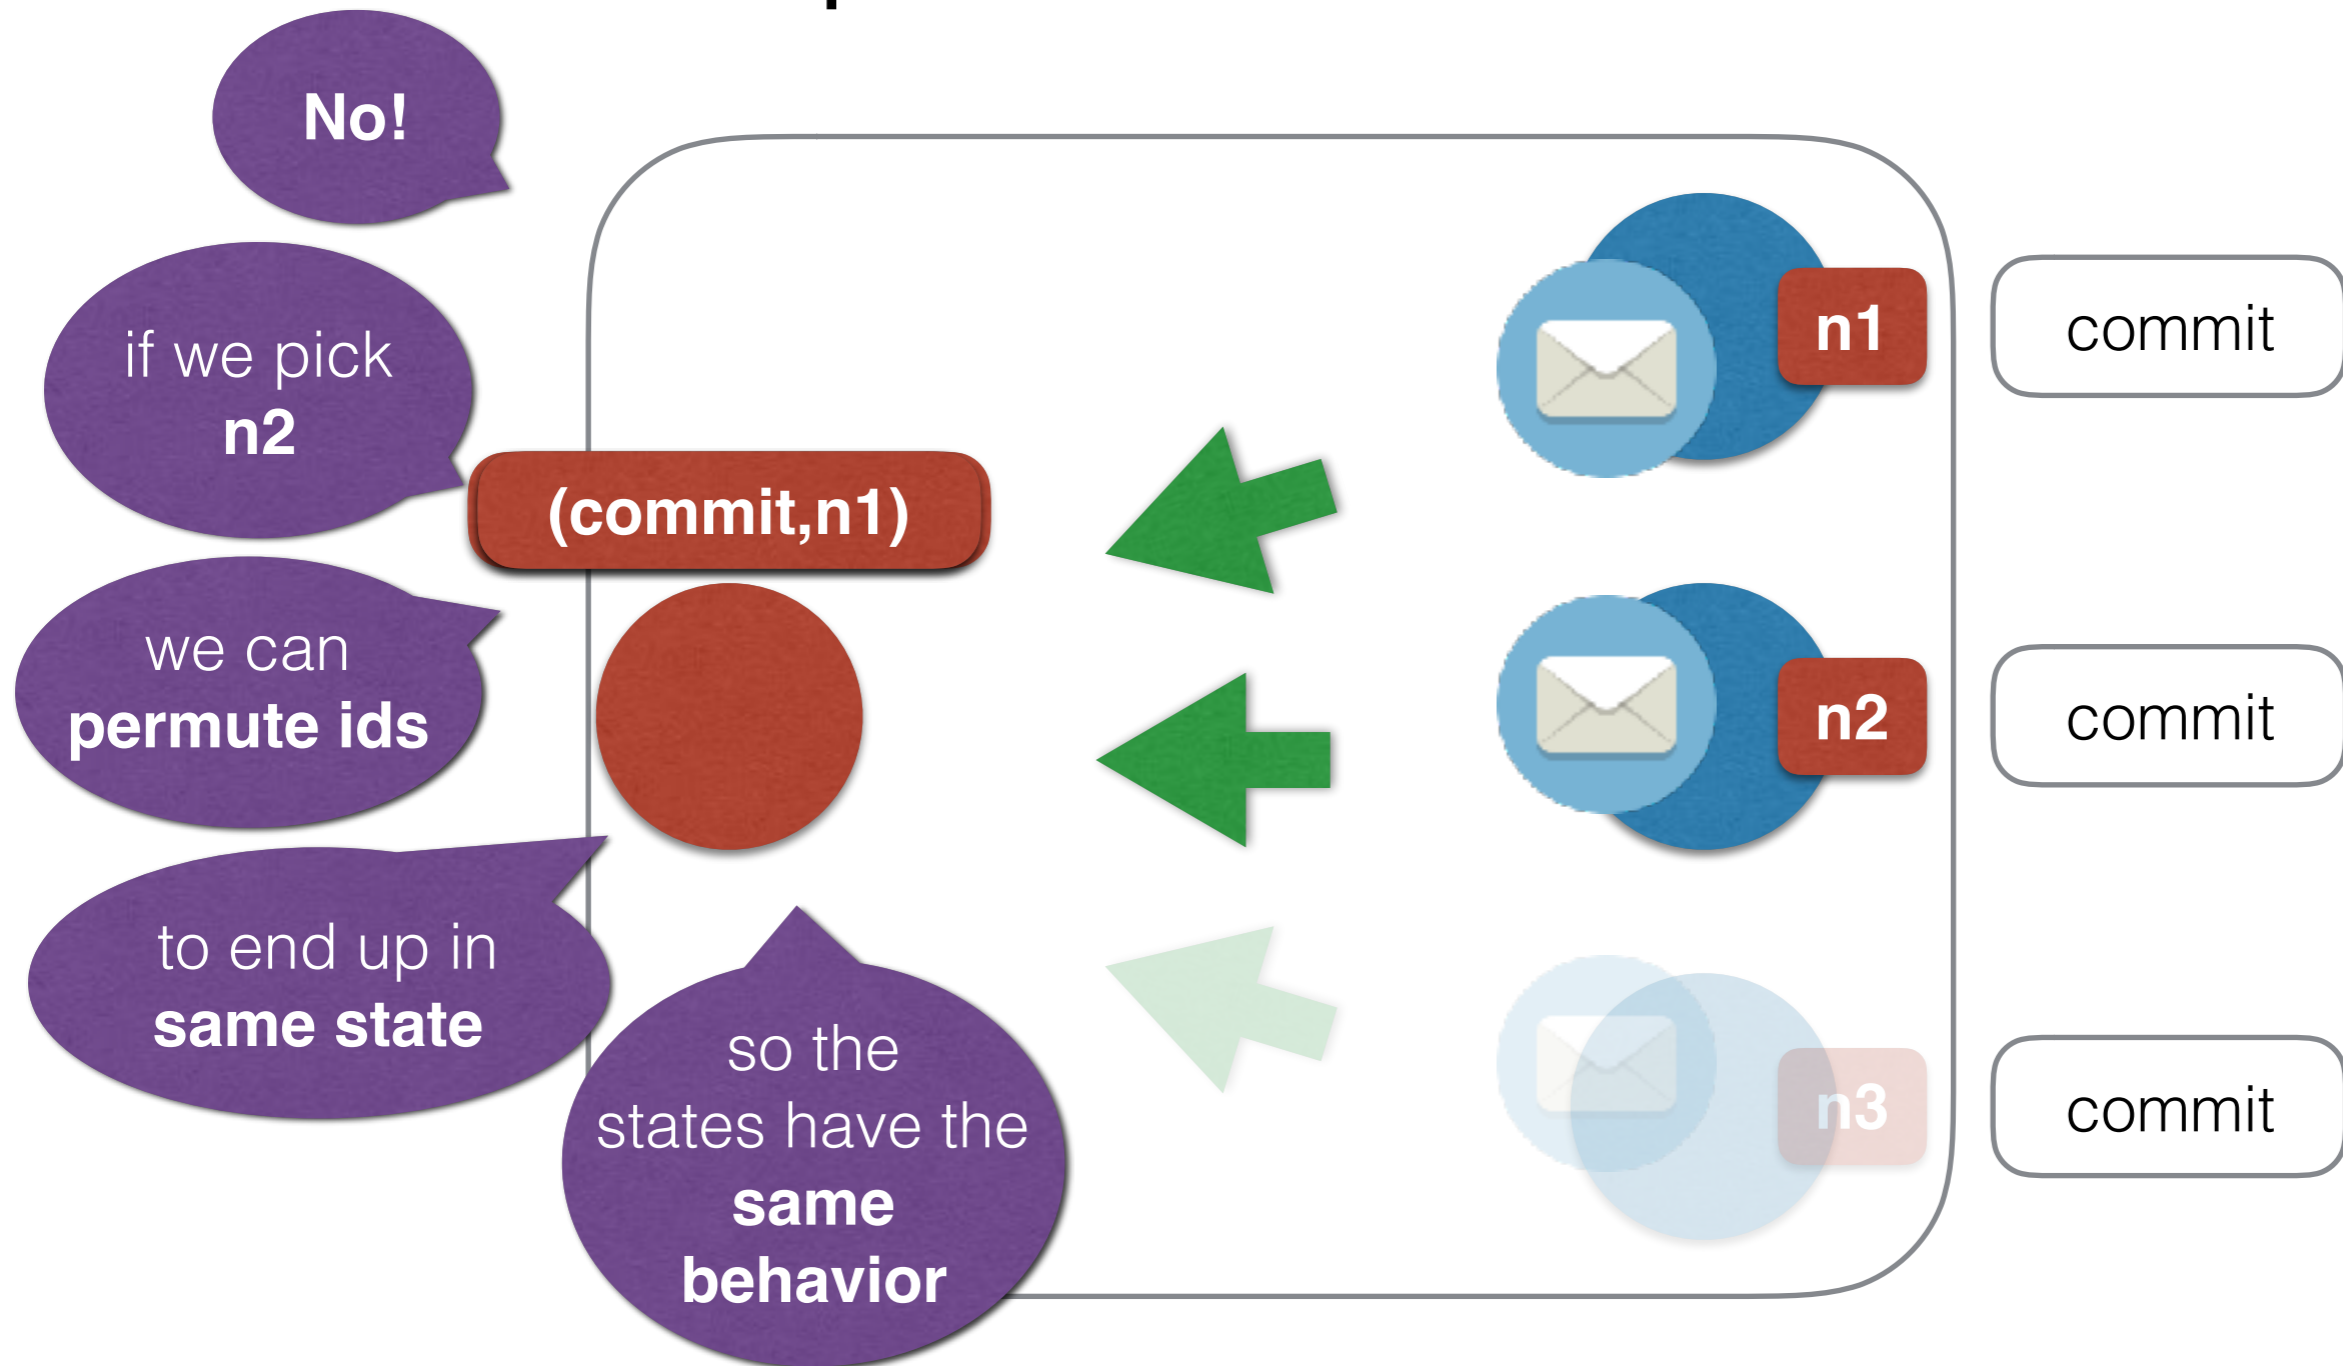 No!
if we pick
n2
(commit,n1)
we can
permute ids
to end up in
same state
so the
states have the
same
behavior
n1
commit
n2
commit
n3
commit